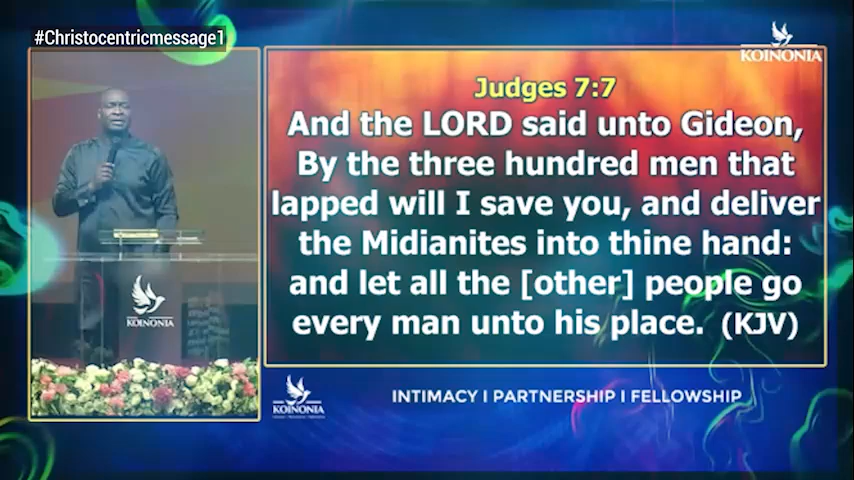 #Christocentricmessage1
KOINONIA
Judges 7:7
And the LORD said unto Gideon,
By the three hundred men that
lapped will I save you, and deliver
the Midianites into thine hand:
and let all the [other] people go
every man unto his place. (KJV)
KOINONIA
KOINONIA
INTIMACY I PARTNERSHIP I FELLOWSHIP